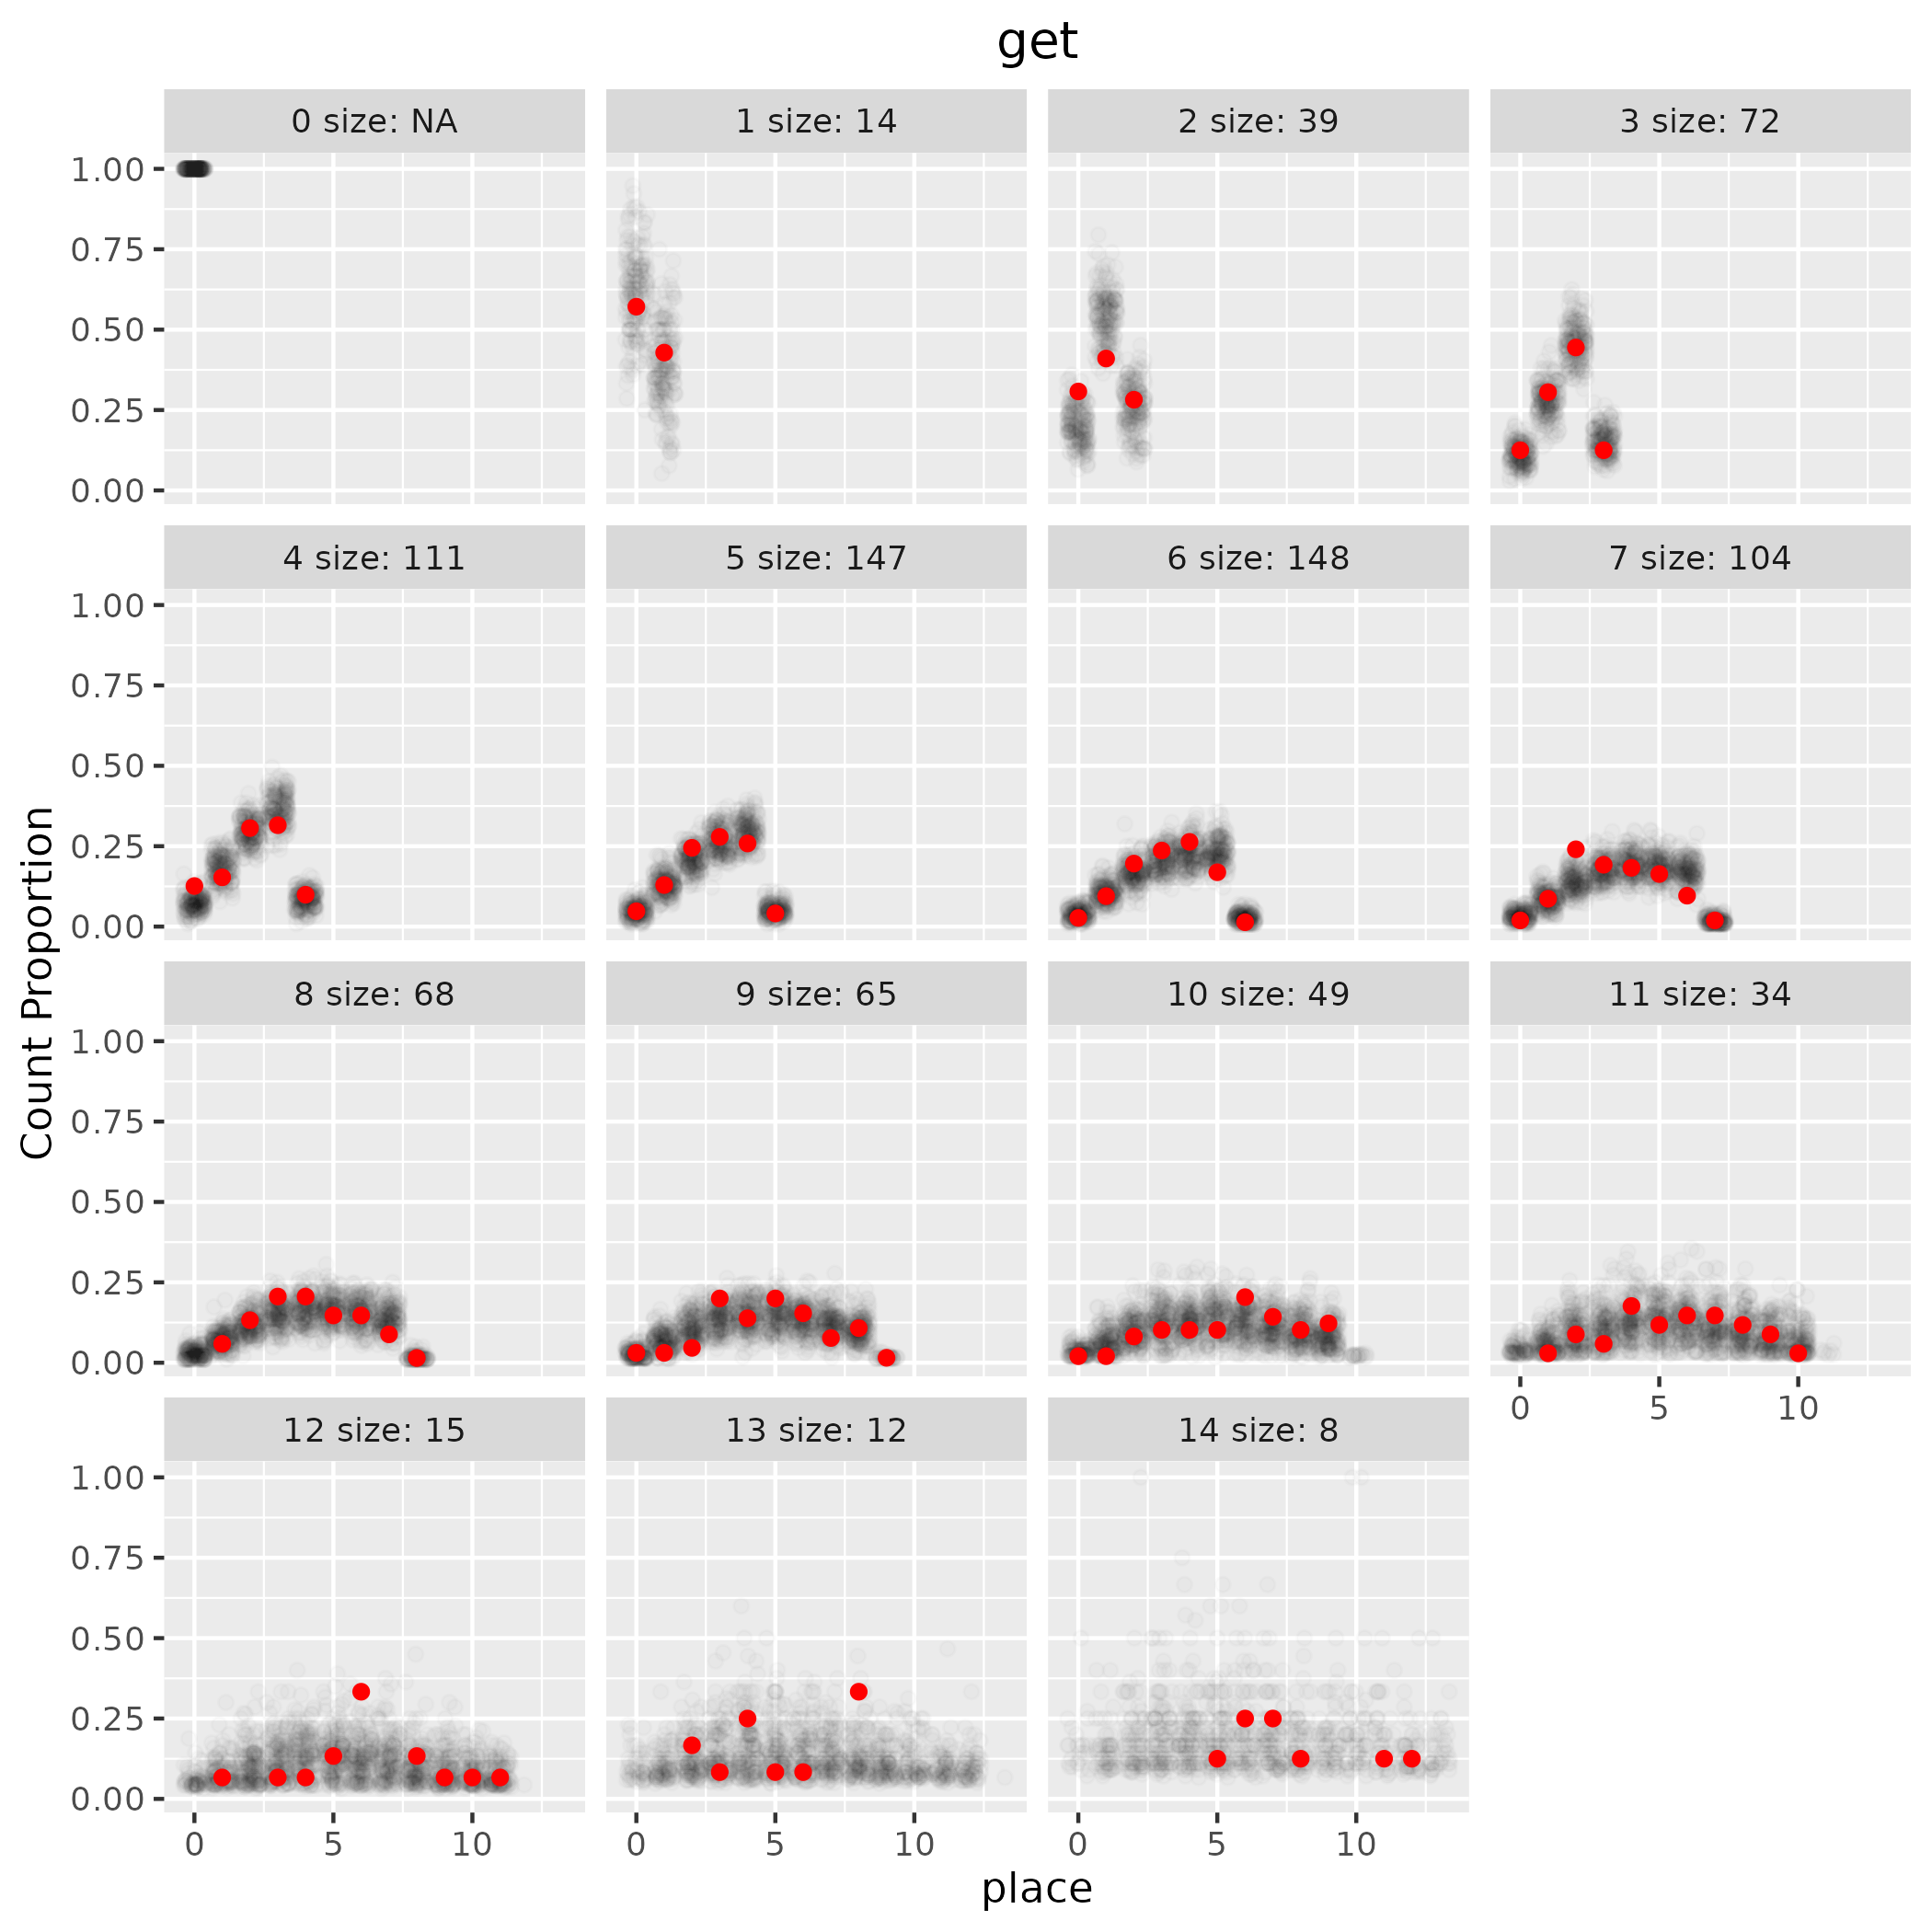 get
0 size: NA
1 size: 14
2 size: 39
3 size: 72
1.00
0.75
0.50
0.25
0.00
4 size: 111
5 size: 147
6 size: 148
7 size: 104
1.00
0.75
0.50
0.25
0.00
8 size: 68
9 size: 65
10 size: 49
11 size: 34
1.00
0.75
0.50
0.25
0.00
0 5 10
12 size: 15
13 size: 12
14 size: 8
1.00
0.75
0.50
0.25
0.00
0 5 10
0 5 10
0 5 10
place
Count Proportion